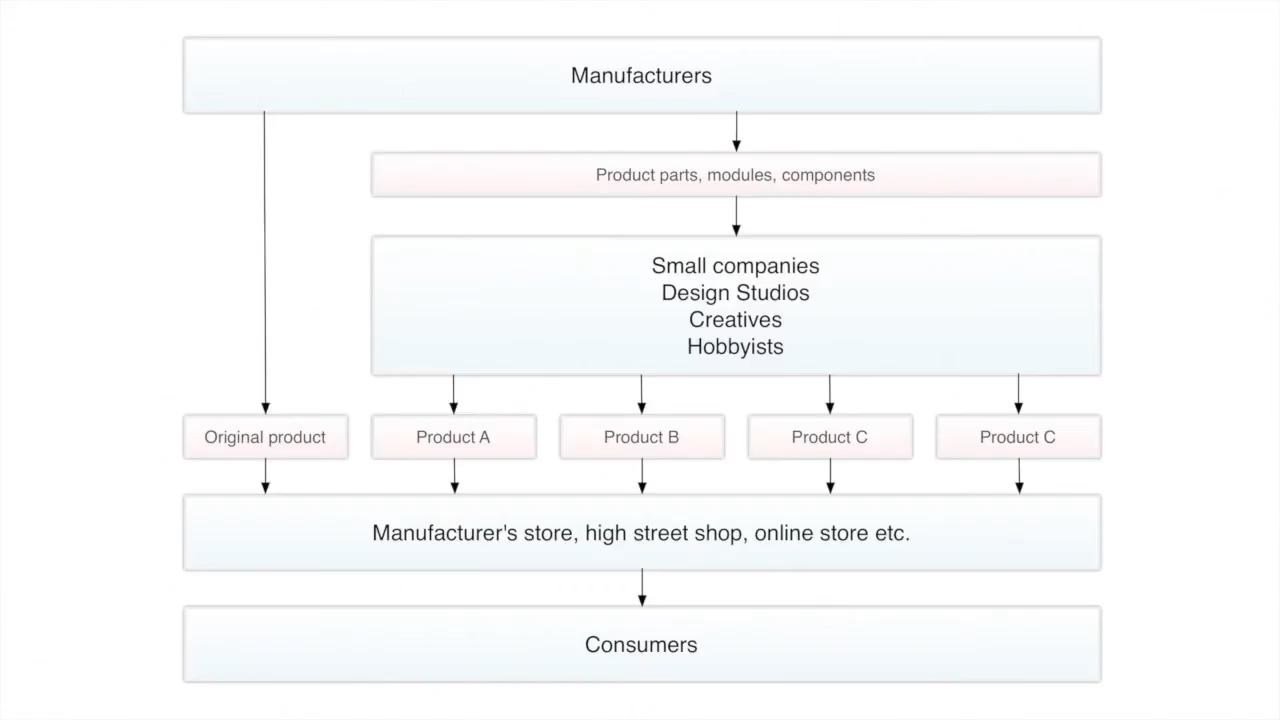 Manufacturers
Product parts, modules, components
Small companies
Design Studios
Creatives
Hobbyists
Original product
Product A
Product B
Product C
Product C
Manufacturer's store, high street shop, online store etc.
Consumers